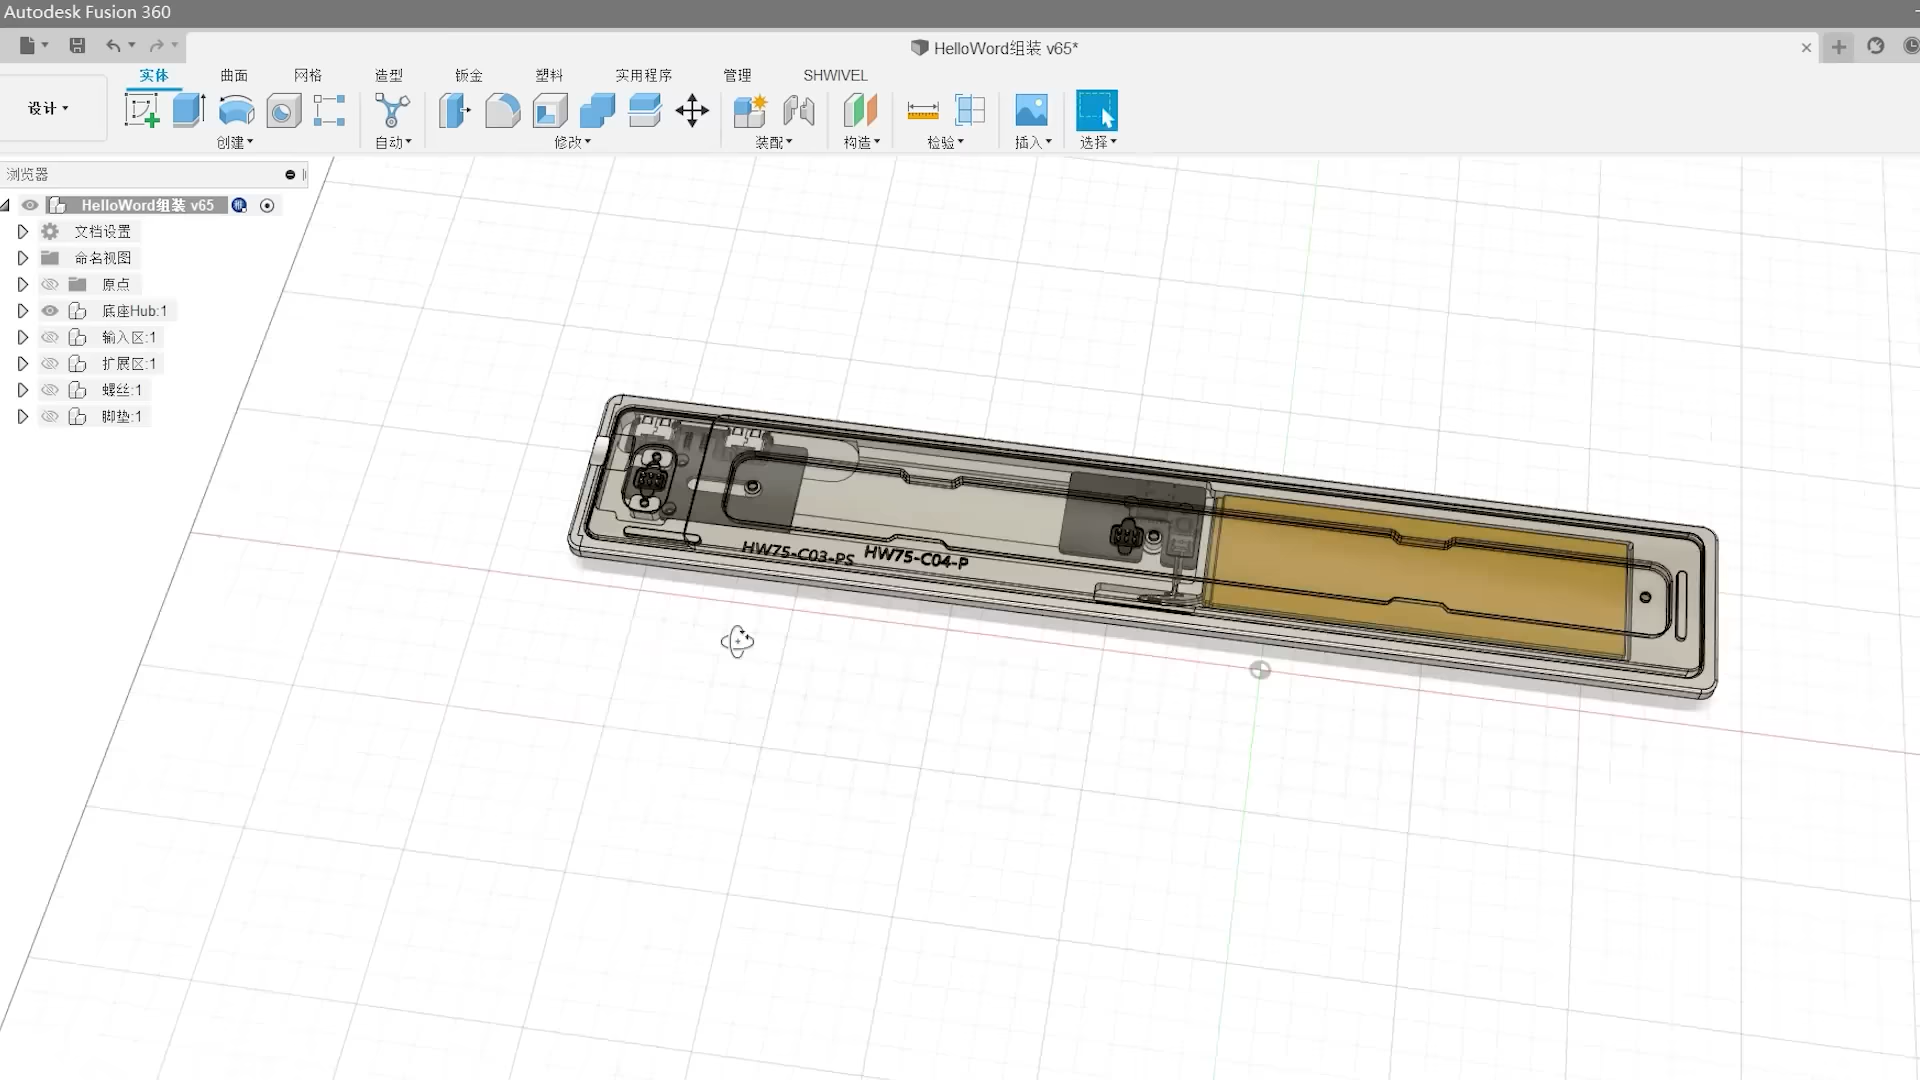 Autodesk Fusion 360
HelloWord组装 v65*
实体 曲面 网格 造型 钣金 塑料 实用程序 管理 SHWIVEL
设计
创建 自动 修改 装配 构造 检验 插入 选择
浏览器
HelloWord组装 v65
文档设置
命名视图
原点
底座Hub:1
输入区:1
扩展区:1
螺丝:1
脚垫:1
HW75-C03-PS HW75-C04-P